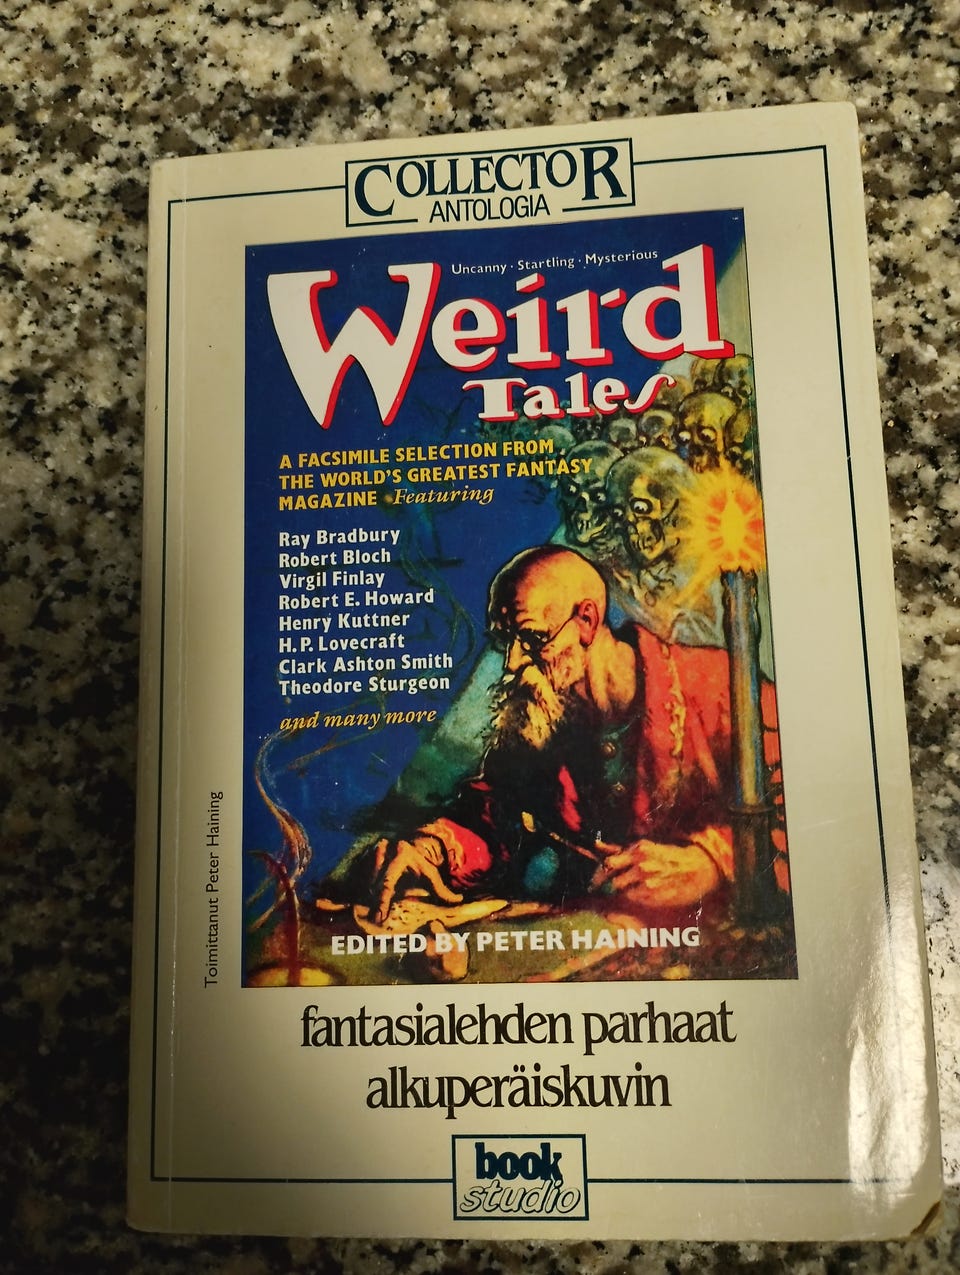 COLLECTOR
ANTOLOGIA
Uncanny · Startling · Mysterious
Weird
Tales
A FACSIMILE SELECTION FROM
THE WORLD'S GREATEST FANTASY
MAGAZINE Featuring
Ray Bradbury
Robert Bloch
Virgil Finlay
Robert E. Howard
Henry Kuttner
H.P. Lovecraft
Clark Ashton Smith
Theodore Sturgeon
and many more
EDITED BY PETER HAINING
Toimittanut Peter Haining
fantasialehden parhaat
alkuperäiskuvin
book
studio